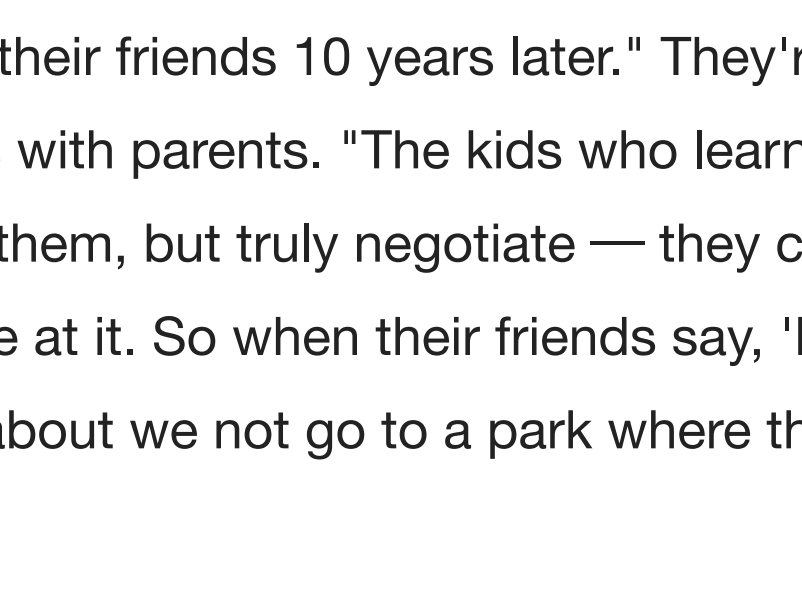 their friends 10 years later." They'r
with parents. "The kids who learn
them, but truly negotiate — they c
e at it. So when their friends say, '
about we not go to a park where th